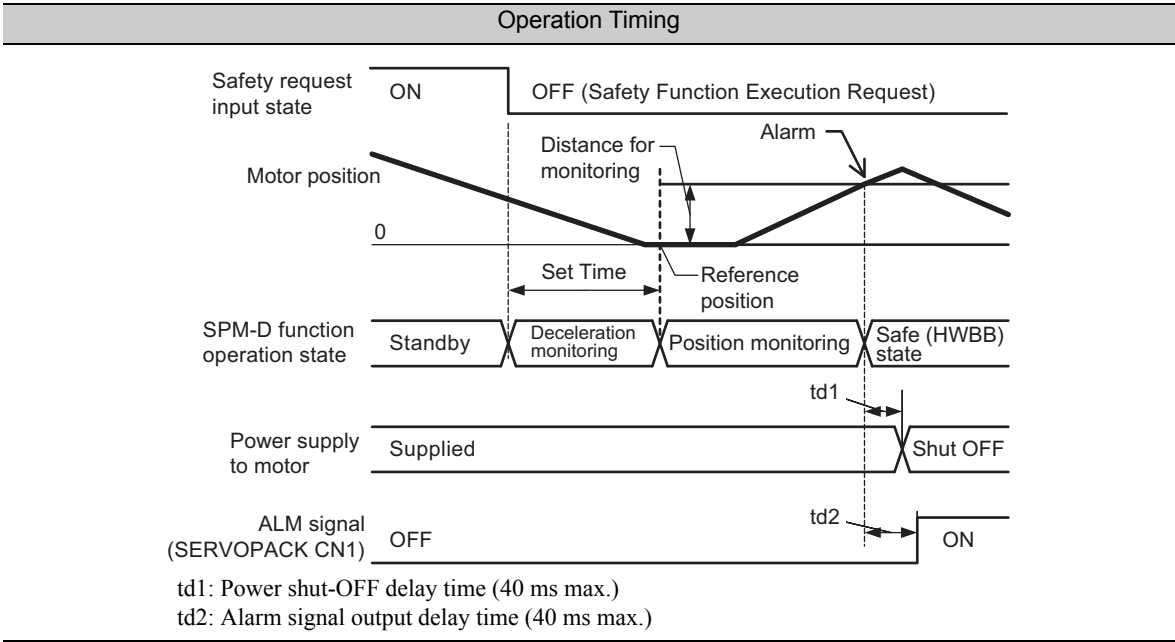 Operation Timing
Safety request
input state
ON
OFF (Safety Function Execution Request)
Alarm
Distance for
monitoring
Motor position
0
Set Time
Reference
position
SPM-D function
operation state
Standby
Deceleration
monitoring
Position monitoring
Safe (HWBB)
state
td1
Power supply
to motor
Supplied
Shut OFF
td2
ALM signal
(SERVOPACK CN1)
OFF
ON
td1: Power shut-OFF delay time (40 ms max.)
td2: Alarm signal output delay time (40 ms max.)